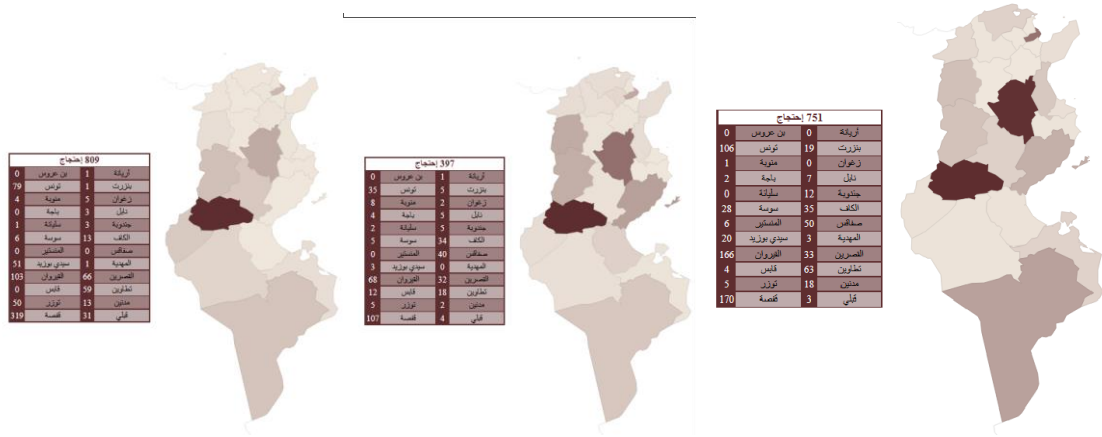 809 إحتجاج
أريانة 1 بن عروس 0
بنزرت 1 تونس 79
زغوان 5 منوبة 4
نابل 3 باجة 0
جندوبة 3 سليانة 1
الكاف 13 سوسة 6
صفاقس 0 المنستير 0
المهدية 1 سيدي بوزيد 51
القصرين 66 القيروان 103
تطاوين 59 قابس 0
مدنين 13 توزر 50
قبلي 31 قفصة 319
397 إحتجاج
أريانة 1 بن عروس 0
بنزرت 5 تونس 35
زغوان 2 منوبة 8
نابل 5 باجة 4
جندوبة 5 سليانة 2
الكاف 34 سوسة 5
صفاقس 40 المنستير 0
المهدية 0 سيدي بوزيد 3
القصرين 32 القيروان 68
تطاوين 18 قابس 12
مدنين 2 توزر 5
قبلي 4 قفصة 107
751 إحتجاج
أريانة 0 بن عروس 0
بنزرت 19 تونس 106
زغوان 0 منوبة 1
نابل 7 باجة 2
جندوبة 12 سليانة 0
الكاف 35 سوسة 28
صفاقس 50 المنستير 6
المهدية 3 سيدي بوزيد 20
القصرين 33 القيروان 166
تطاوين 63 قابس 4
مدنين 18 توزر 5
قبلي 3 قفصة 170